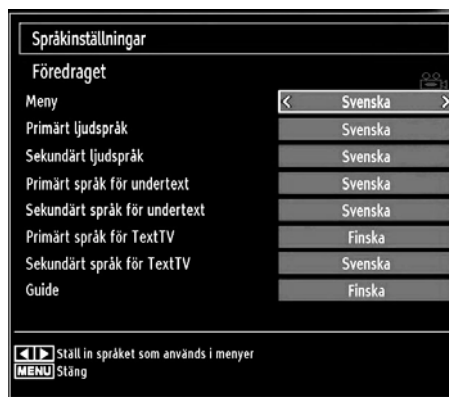 Språkinställningar
Föredraget
Meny < Svenska >
Primärt ljudspråk Svenska
Sekundärt ljudspråk Svenska
Primärt språk för undertext Svenska
Sekundärt språk för undertext Svenska
Primärt språk för TextTV Finska
Sekundärt språk för TextTV Svenska
Guide Finska
Ställ in språket som används i menyer
MENU Stäng